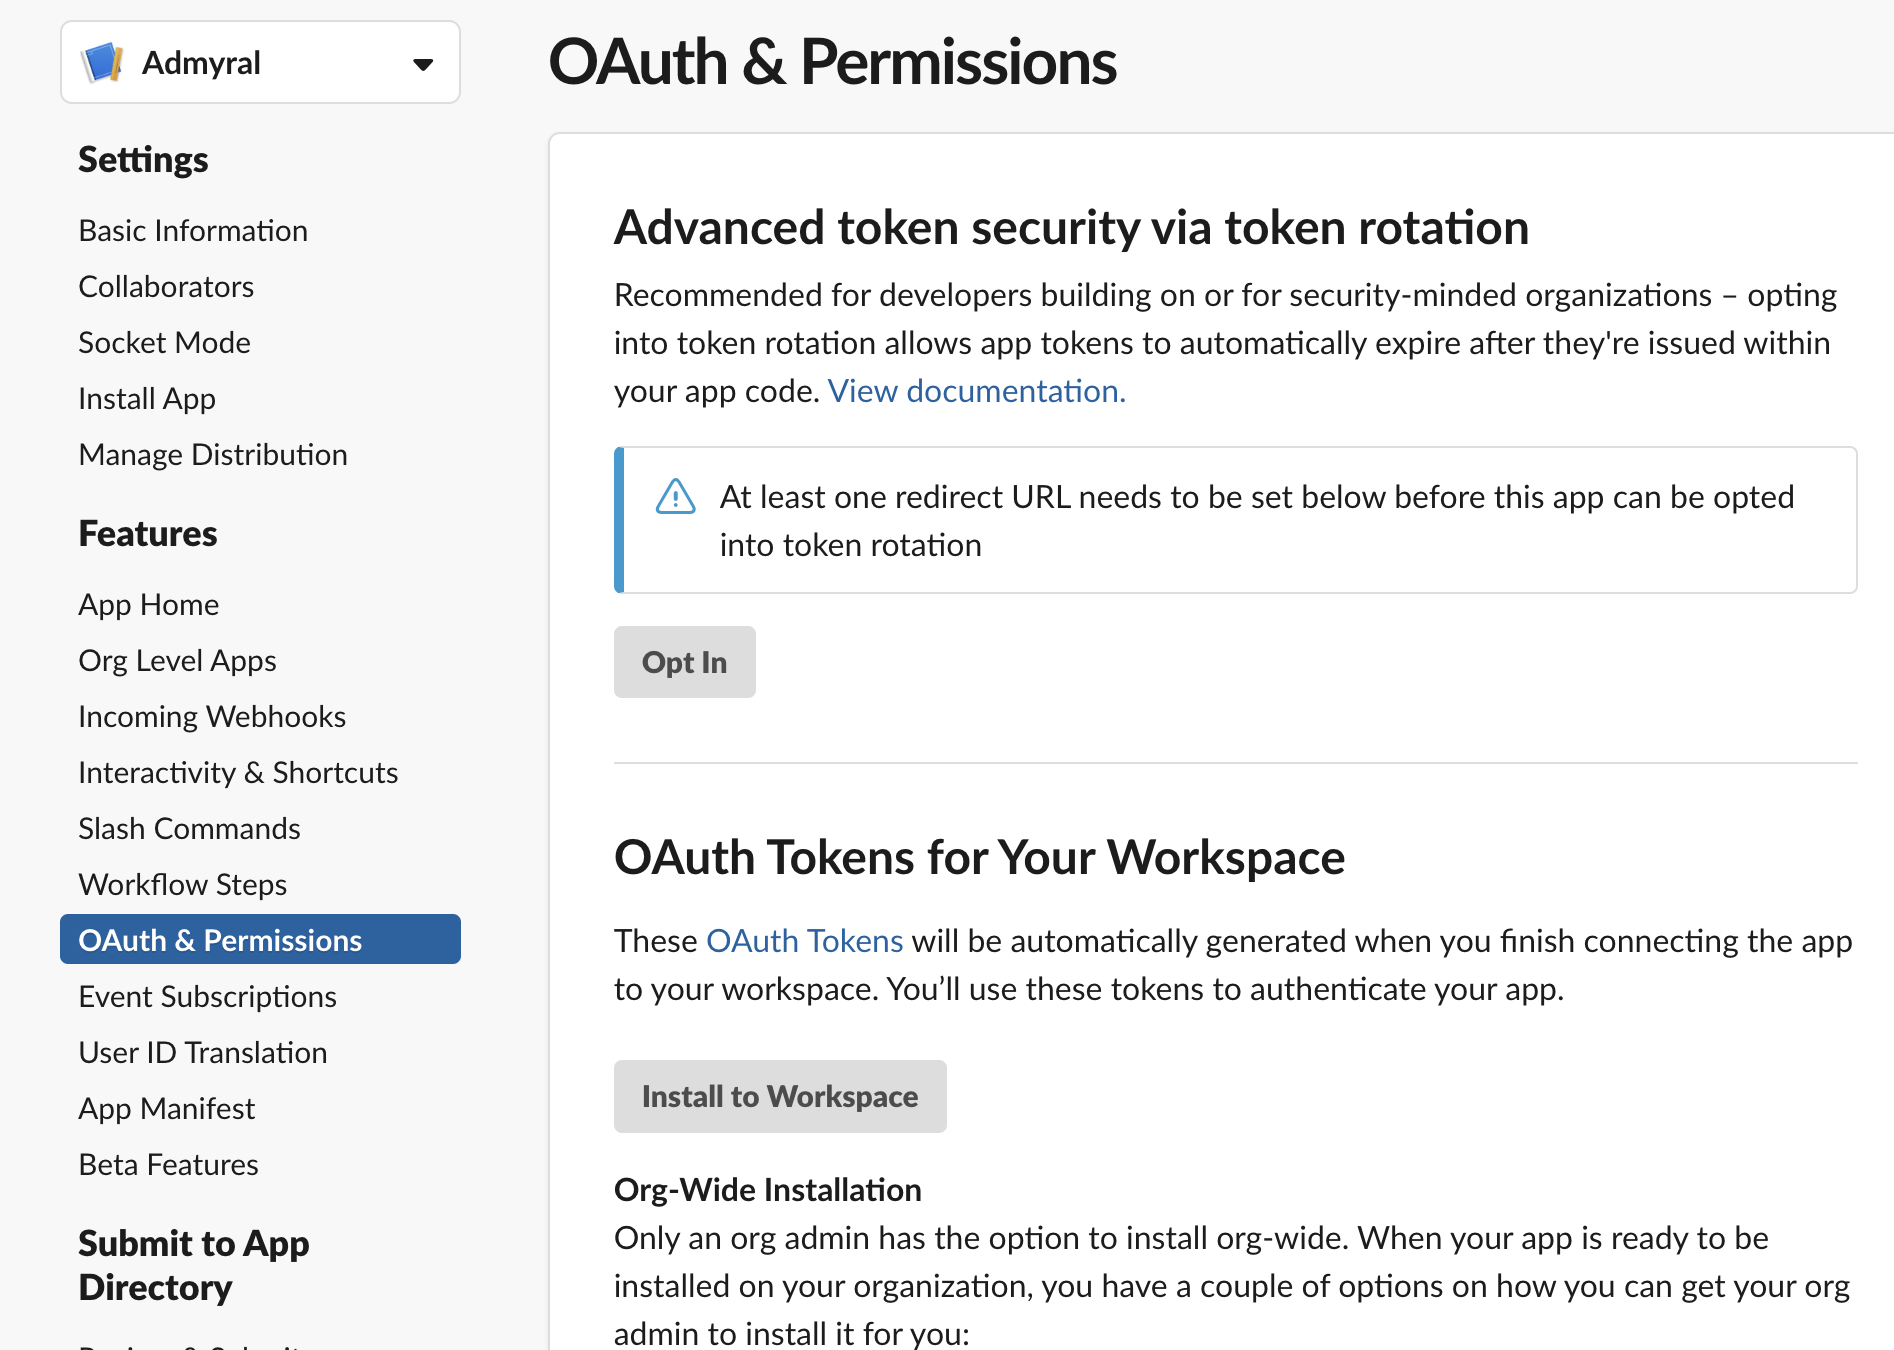 Admyral
Settings
Basic Information
Collaborators
Socket Mode
Install App
Manage Distribution
Features
App Home
Org Level Apps
Incoming Webhooks
Interactivity & Shortcuts
Slash Commands
Workflow Steps
OAuth & Permissions
Event Subscriptions
User ID Translation
App Manifest
Beta Features
Submit to App
Directory
OAuth & Permissions
Advanced token security via token rotation
Recommended for developers building on or for security-minded organizations – opting
into token rotation allows app tokens to automatically expire after they're issued within
your app code. View documentation.
At least one redirect URL needs to be set below before this app can be opted
into token rotation
Opt In
OAuth Tokens for Your Workspace
These OAuth Tokens will be automatically generated when you finish connecting the app
to your workspace. You’ll use these tokens to authenticate your app.
Install to Workspace
Org-Wide Installation
Only an org admin has the option to install org-wide. When your app is ready to be
installed on your organization, you have a couple of options on how you can get your org
admin to install it for you: